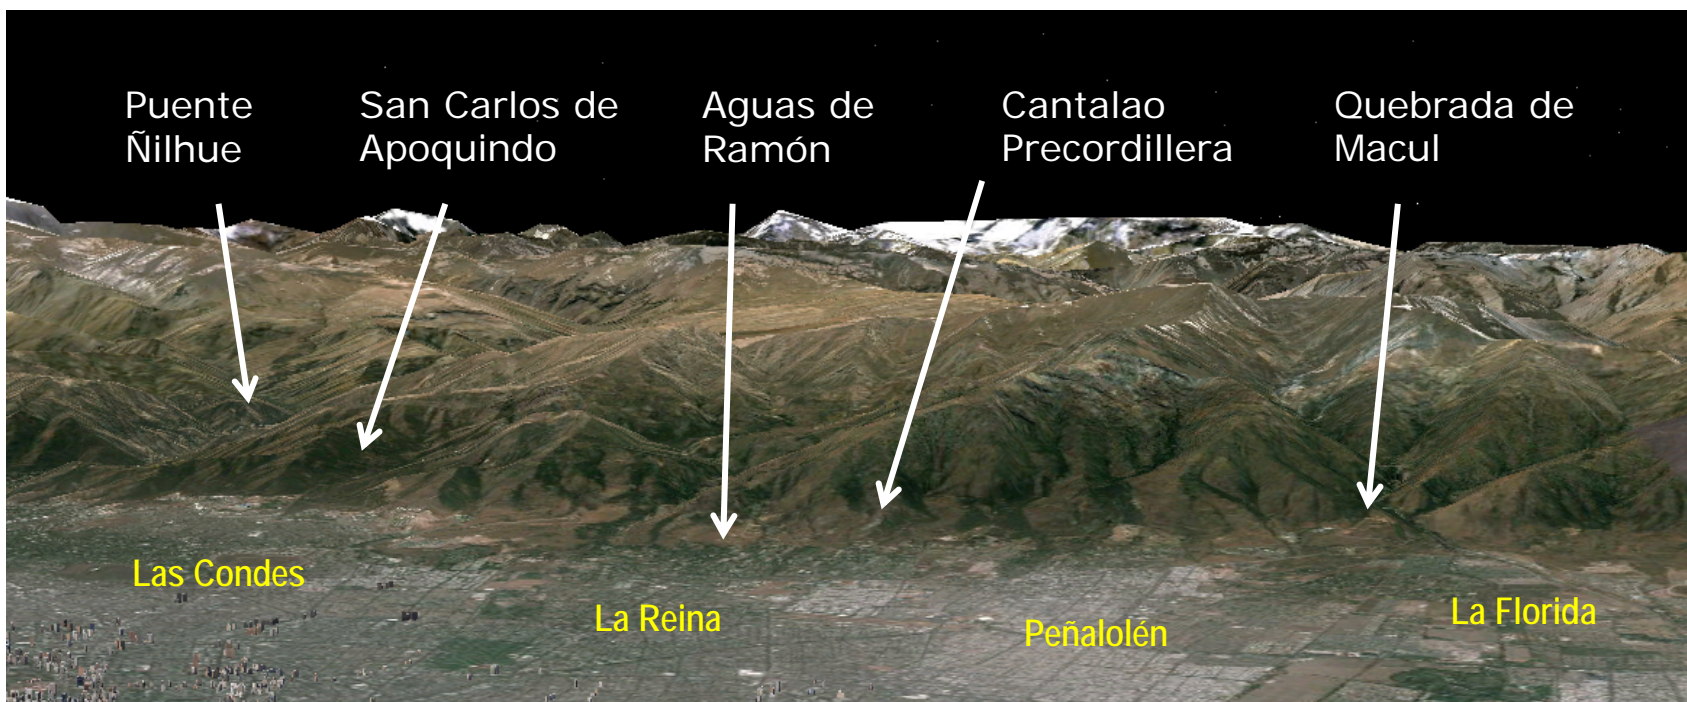 Puente
Ñilhue
San Carlos de
Apoquindo
Aguas de
Ramón
Cantalao
Precordillera
Quebrada de
Macul
Las Condes
La Reina
Peñalolén
La Florida